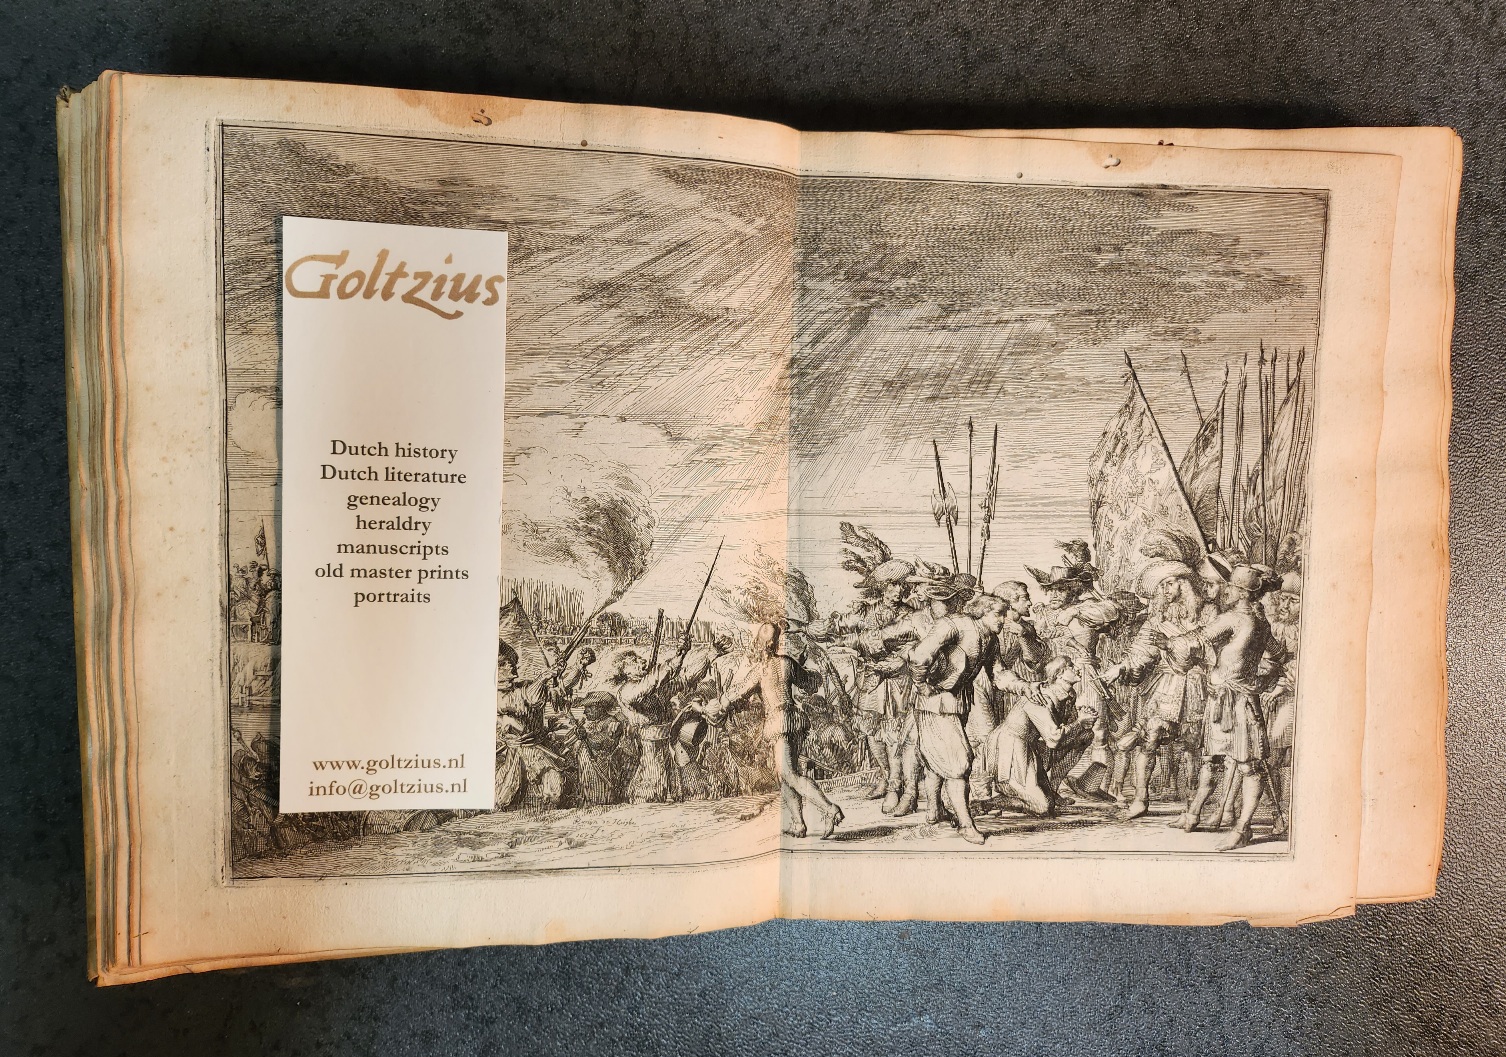 Goltzius
Dutch history
Dutch literature
genealogy
heraldry
manuscripts
old master prints
portraits
www.goltzius.nl
info@goltzius.nl